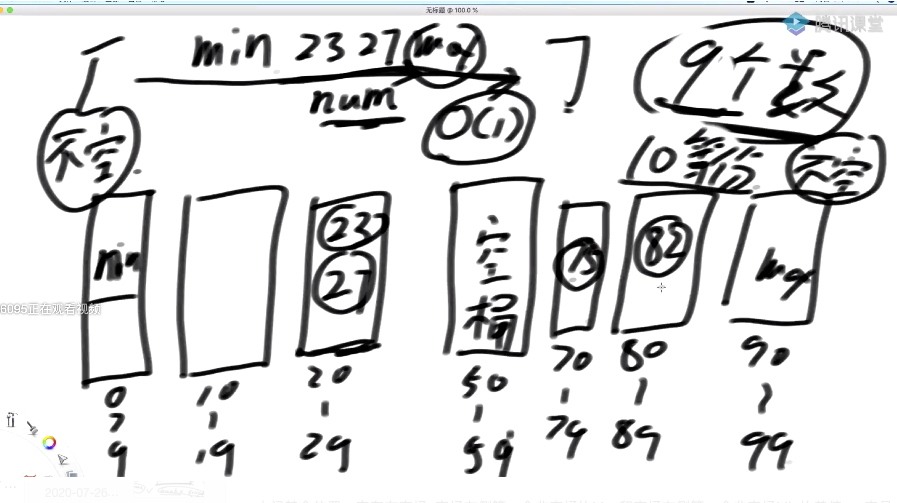 无标题 @ 100.0 %
腾讯课堂
min 23 27 max
9个数
num
O(1)
不空
10等份
不空
min
23
27
空桶
75
82
max
0 10 20 50 70 80 90
9 19 29 59 79 89 99
6095正在观看视频
2020-07-26...